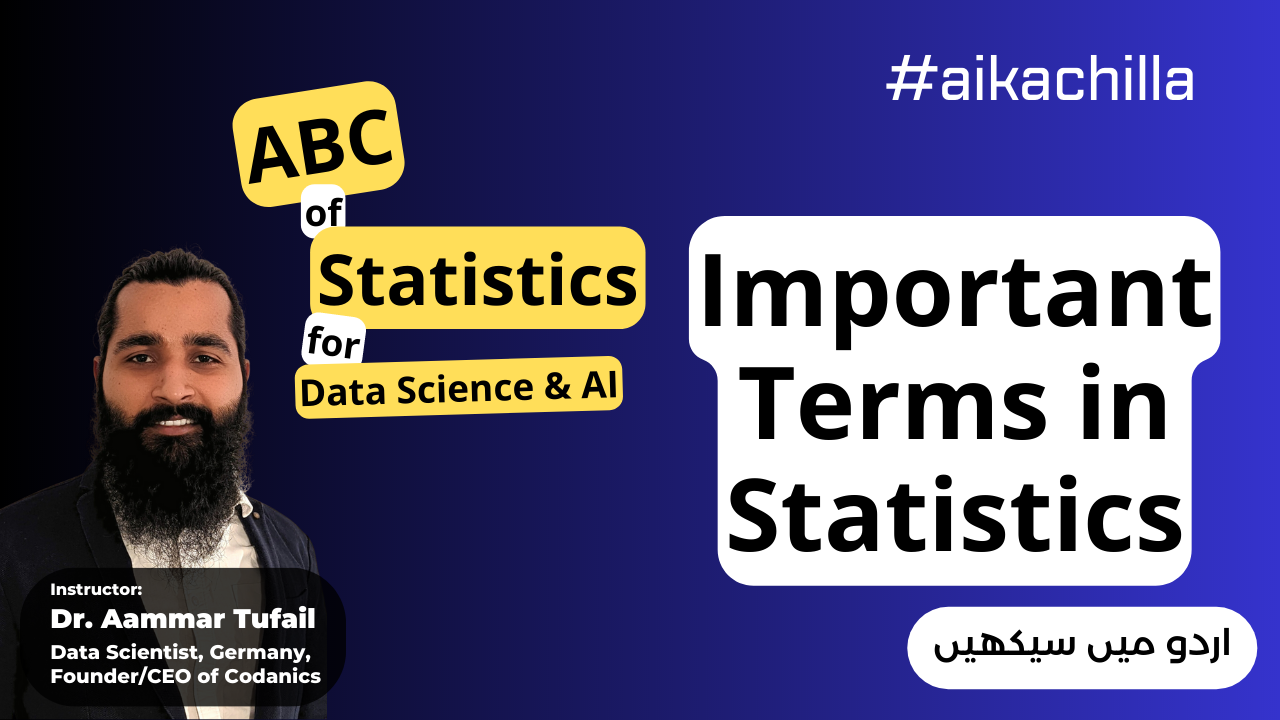 #aikachilla
ABC
of
Statistics
for
Data Science & AI
Important
Terms in
Statistics
Instructor:
Dr. Aammar Tufail
Data Scientist, Germany,
Founder/CEO of Codanics
اردو میں سیکھیں